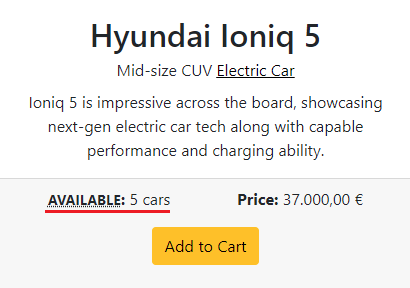 Hyundai Ioniq 5
Mid-size CUV Electric Car
Ioniq 5 is impressive across the board, showcasing
next-gen electric car tech along with capable
performance and charging ability.
AVAILABLE: 5 cars Price: 37.000,00 €
Add to Cart